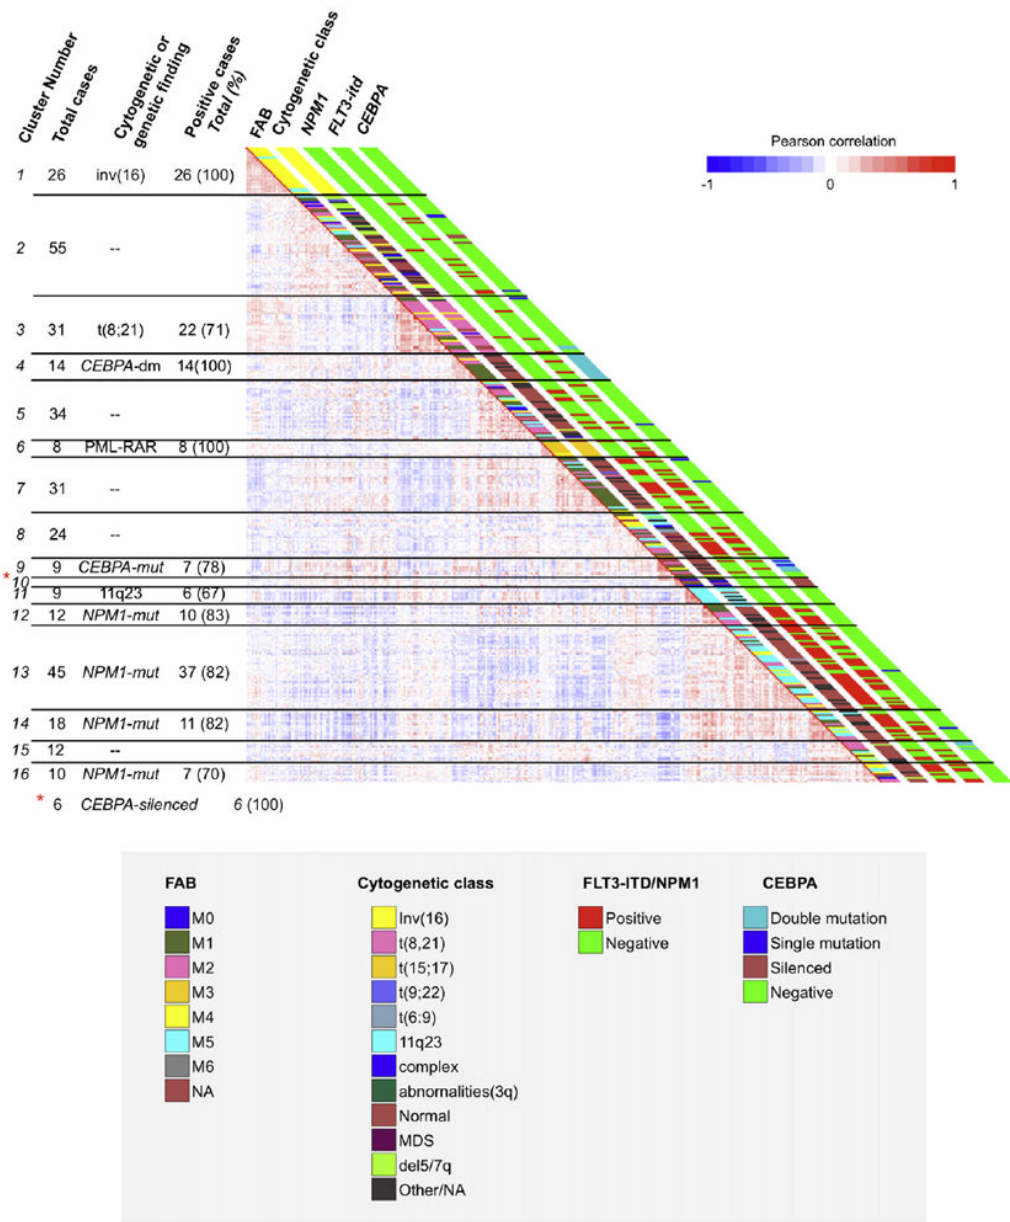 Cluster Number
Total cases
Cytogenetic or
genetic finding
Positive cases
Total (%)
FAB
Cytogenetic class
NPM1
FLT3-itd
CEBPA
Pearson correlation
-1 0 1
1 26 inv(16) 26 (100)
2 55 --
3 31 t(8;21) 22 (71)
4 14 CEBPA-dm 14(100)
5 34 --
6 8 PML-RAR 8 (100)
7 31 --
8 24 --
9 9 CEBPA-mut 7 (78)
* 10
11 9 11q23 6 (67)
12 12 NPM1-mut 10 (83)
13 45 NPM1-mut 37 (82)
14 18 NPM1-mut 11 (82)
15 12 --
16 10 NPM1-mut 7 (70)
* 6 CEBPA-silenced 6 (100)
FAB
M0
M1
M2
M3
M4
M5
M6
NA
Cytogenetic class
Inv(16)
t(8,21)
t(15;17)
t(9;22)
t(6:9)
11q23
complex
abnornalities(3q)
Normal
MDS
del5/7q
Other/NA
FLT3-ITD/NPM1
Positive
Negative
CEBPA
Double mutation
Single mutation
Silenced
Negative